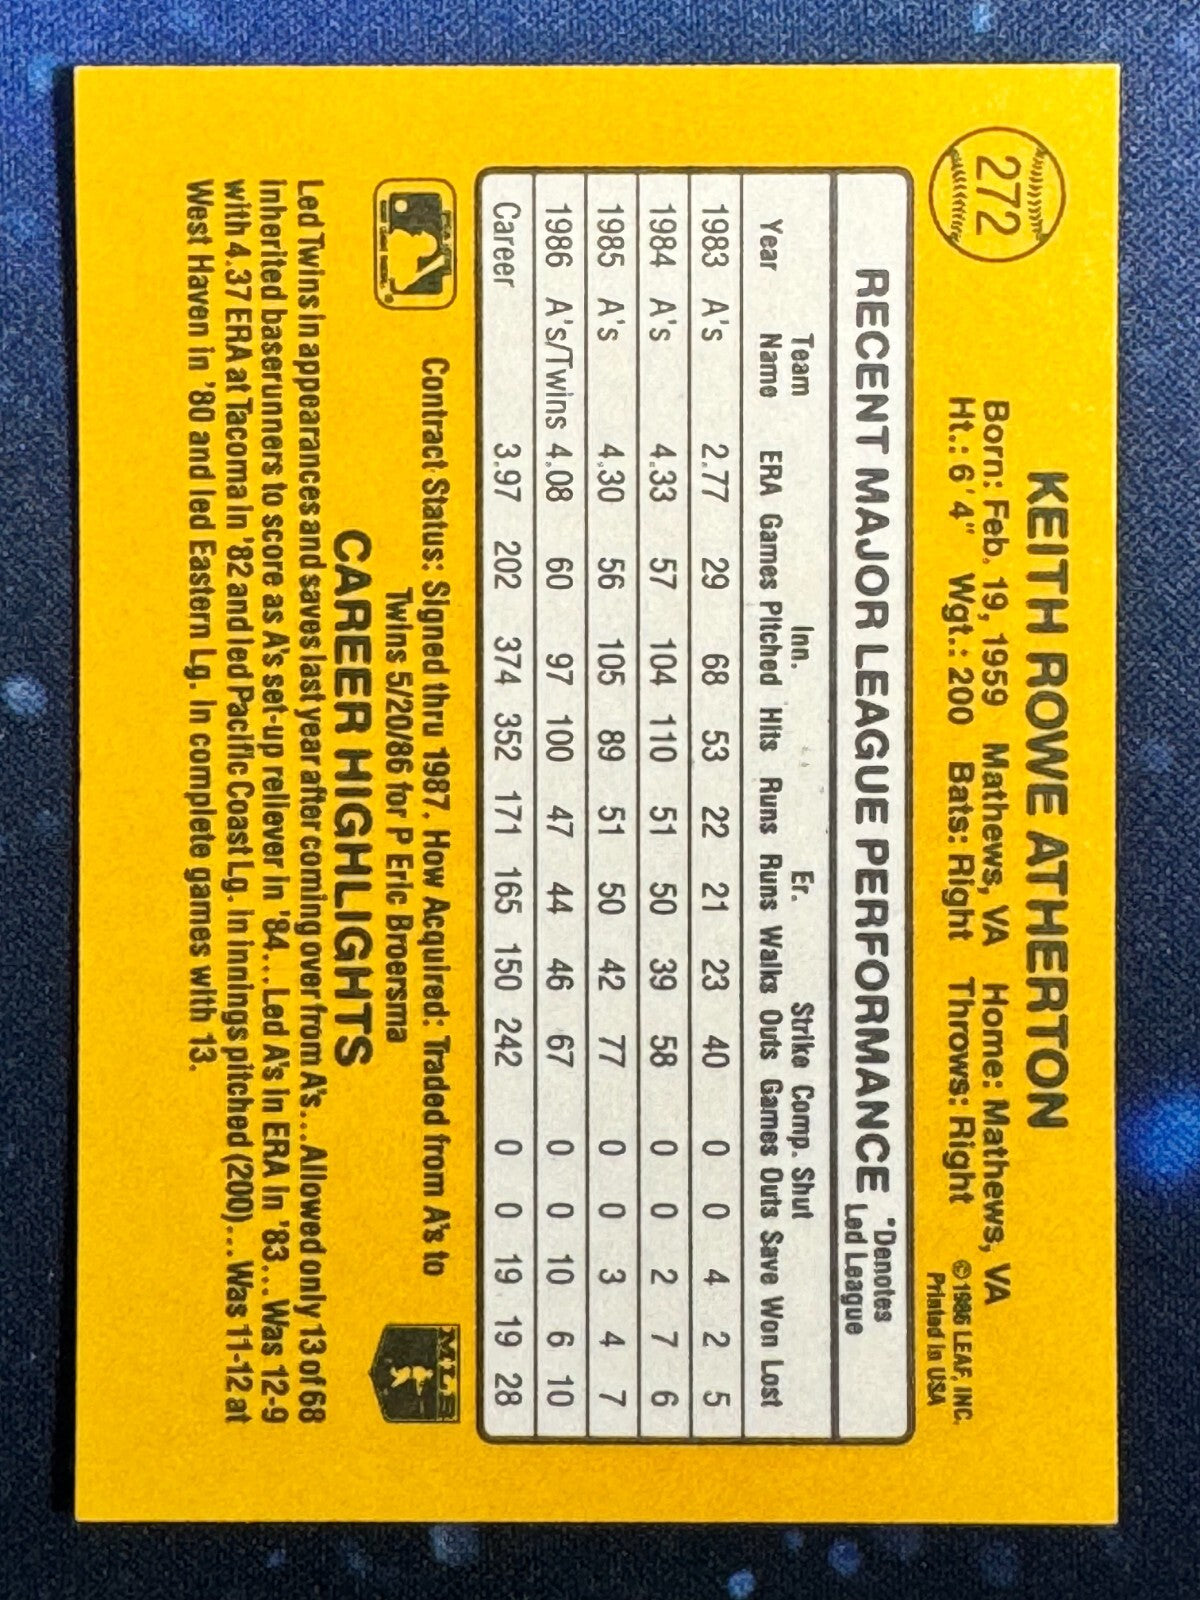 272
KEITH ROWE ATHERTON
Born: Feb. 19, 1959 Mathews, VA Home: Mathews, VA
Ht.: 6'4" Wgt.: 200 Bats: Right Throws: Right
©1986 LEAF, INC.
Printed in USA
RECENT MAJOR LEAGUE PERFORMANCE *Denotes
Led League
Team Inn. Er. Strike Comp. Shut
Year Name ERA Games Pitched Hits Runs Runs Walks Outs Games Outs Save Won Lost
1983 A's 2.77 29 68 53 22 21 23 40 0 0 4 2 5
1984 A's 4.33 57 104 110 51 50 39 58 0 0 2 7 6
1985 A's 4.30 56 105 89 51 50 42 77 0 0 3 4 7
1986 A's/Twins 4.08 60 97 100 47 44 46 67 0 0 10 6 10
Career 3.97 202 374 352 171 165 150 242 0 0 19 19 28
Contract Status: Signed thru 1987. How Acquired: Traded from A's to
Twins 5/20/86 for P Eric Broersma
MLB
CAREER HIGHLIGHTS
Led Twins in appearances and saves last year after coming over from A's...Allowed only 13 of 68
inherited baserunners to score as A's set-up reliever in '84...Led A's in ERA in '83...Was 12-9
with 4.37 ERA at Tacoma in '82 and led Pacific Coast Lg. in innings pitched (200)...Was 11-12 at
West Haven in '80 and led Eastern Lg. in complete games with 13.